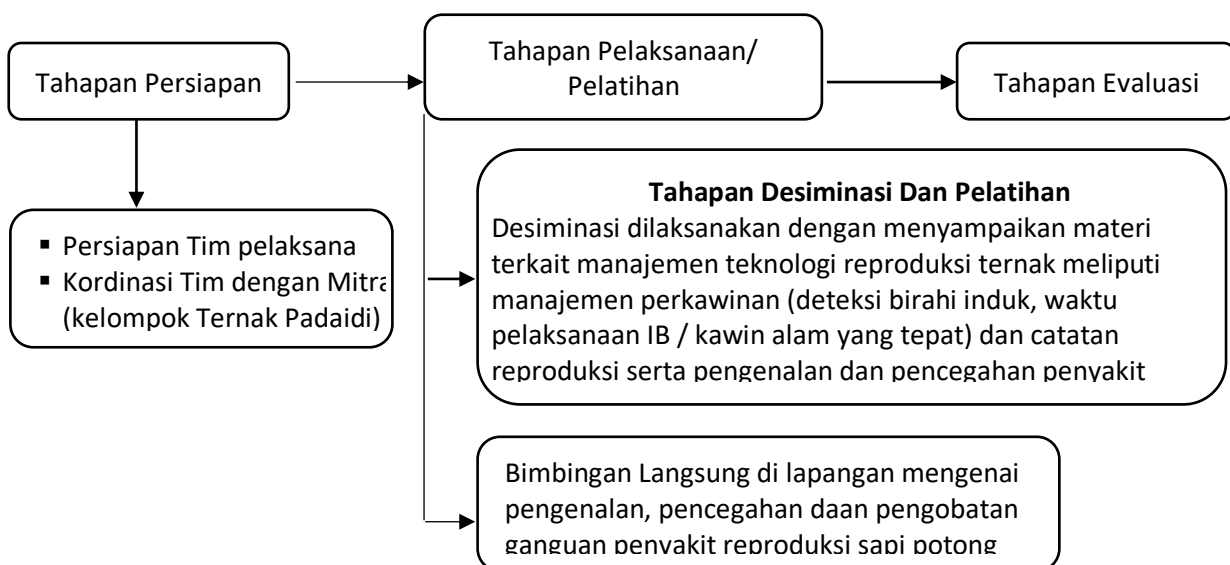 Tahapan Persiapan
Tahapan Pelaksanaan/
Pelatihan
Tahapan Evaluasi
▪ Persiapan Tim pelaksana
▪ Kordinasi Tim dengan Mitra
(kelompok Ternak Padaidi)
Tahapan Desiminasi Dan Pelatihan
Desiminasi dilaksanakan dengan menyampaikan materi
terkait manajemen teknologi reproduksi ternak meliputi
manajemen perkawinan (deteksi birahi induk, waktu
pelaksanaan IB / kawin alam yang tepat) dan catatan
reproduksi serta pengenalan dan pencegahan penyakit
Bimbingan Langsung di lapangan mengenai
pengenalan, pencegahan daan pengobatan
ganguan penyakit reproduksi sapi potong